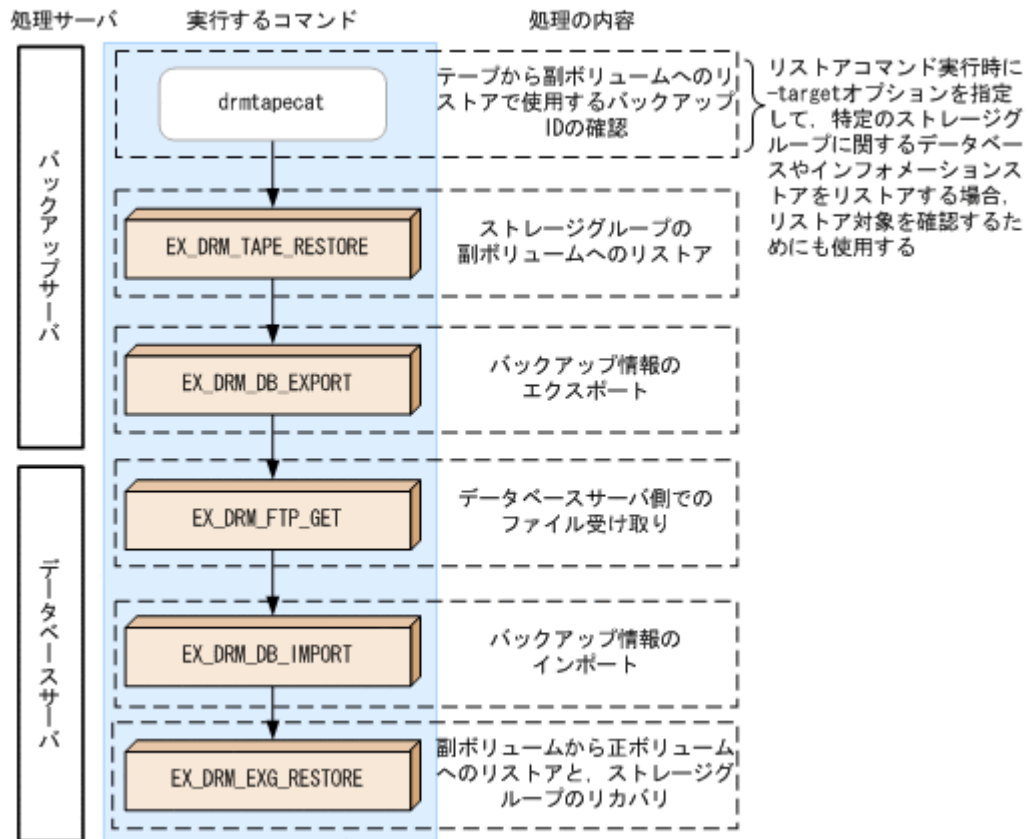 処理サーバ 実行するコマンド 処理の内容
バックアップサーバ
drmtapecat
テープから副ボリュームへのリ
ストアで使用するバックアップ
IDの確認
リストアコマンド実行時に
-targetオプションを指定
して，特定のストレージグ
ループに関するデータベー
スやインフォメーションス
トアをリストアする場合，
リストア対象を確認するた
めにも使用する
EX_DRM_TAPE_RESTORE
ストレージグループの
副ボリュームへのリストア
EX_DRM_DB_EXPORT
バックアップ情報の
エクスポート
データベースサーバ
EX_DRM_FTP_GET
データベースサーバ側での
ファイル受け取り
EX_DRM_DB_IMPORT
バックアップ情報の
インポート
EX_DRM_EXG_RESTORE
副ボリュームから正ボリューム
へのリストアと，ストレージグ
ループのリカバリ